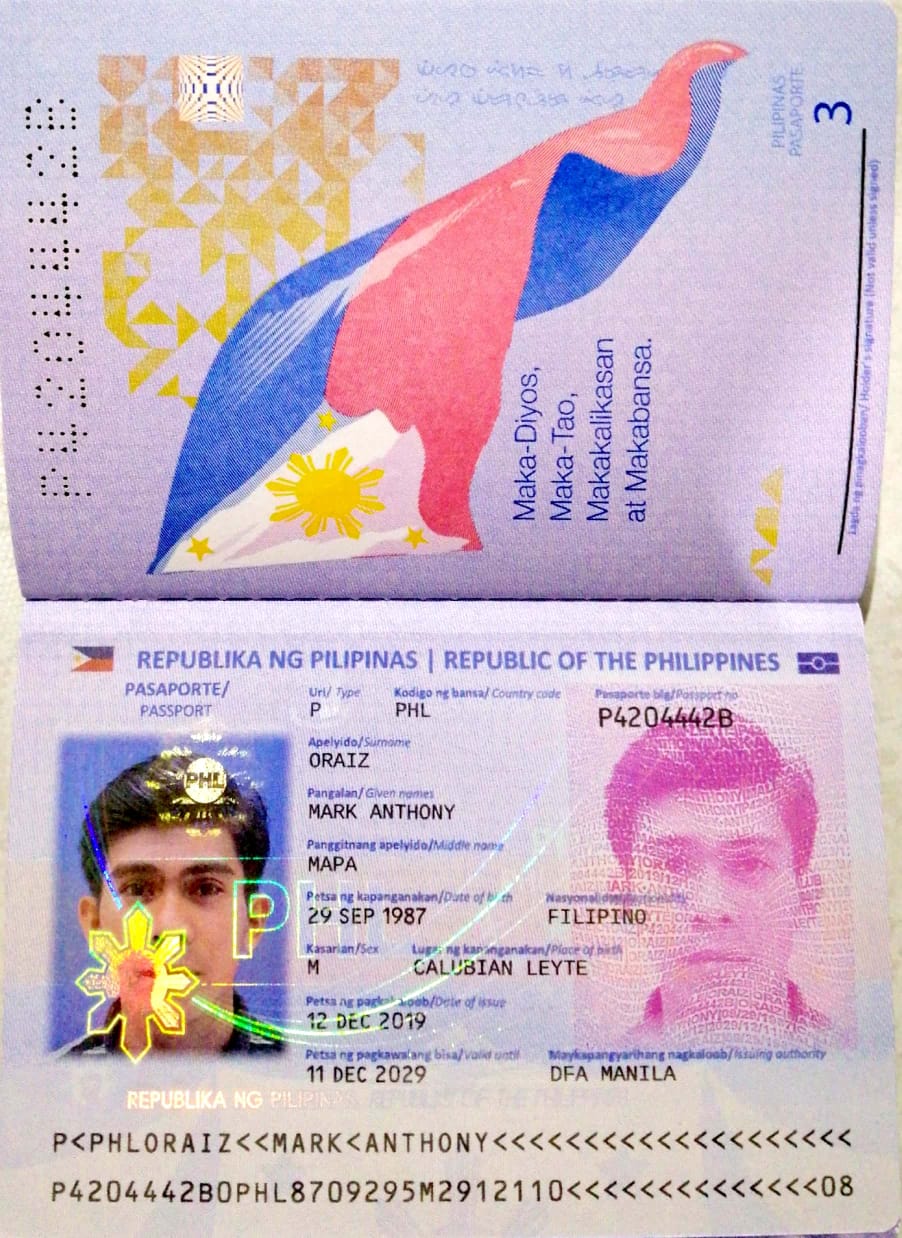 P4204442B
PILIPINAS
PASAPORTE
3
Maka-Diyos,
Maka-Tao,
Makakalikasan
at Makabansa.
Lagda ng pinagkalooban/ Holder's signature (Not valid unless signed)
REPUBLIKA NG PILIPINAS | REPUBLIC OF THE PHILIPPINES
PASAPORTE/
PASSPORT
Uri/ Type
Kodigo ng bansa/ Country code
Pasaporte blg/Passport no
P
PHL
P4204442B
Apelyido/Surname
ORAIZ
Pangalan/ Given names
MARK ANTHONY
Panggitnang apelyido/Middle name
MAPA
Petsa ng kapanganakan/Date of birth
Nasyonalidad/Nationality
29 SEP 1987
FILIPINO
Kasarian/Sex
Lugar ng kapanganakan/Place of birth
M
CALUBIAN LEYTE
Petsa ng pagkakaloob/Date of issue
12 DEC 2019
Petsa ng pagkawalang bisa/Valid until
Maykapangyarihang nagkaloob/Issuing authority
11 DEC 2029
DFA MANILA
PHL
PHL
REPUBLIKA NG PILIPINAS
P<PHLORAIZ<<MARK<ANTHONY<<<<<<<<<<<<<<<<<<<<
P4204442B0PHL8709295M2912110<<<<<<<<<<<<<<08